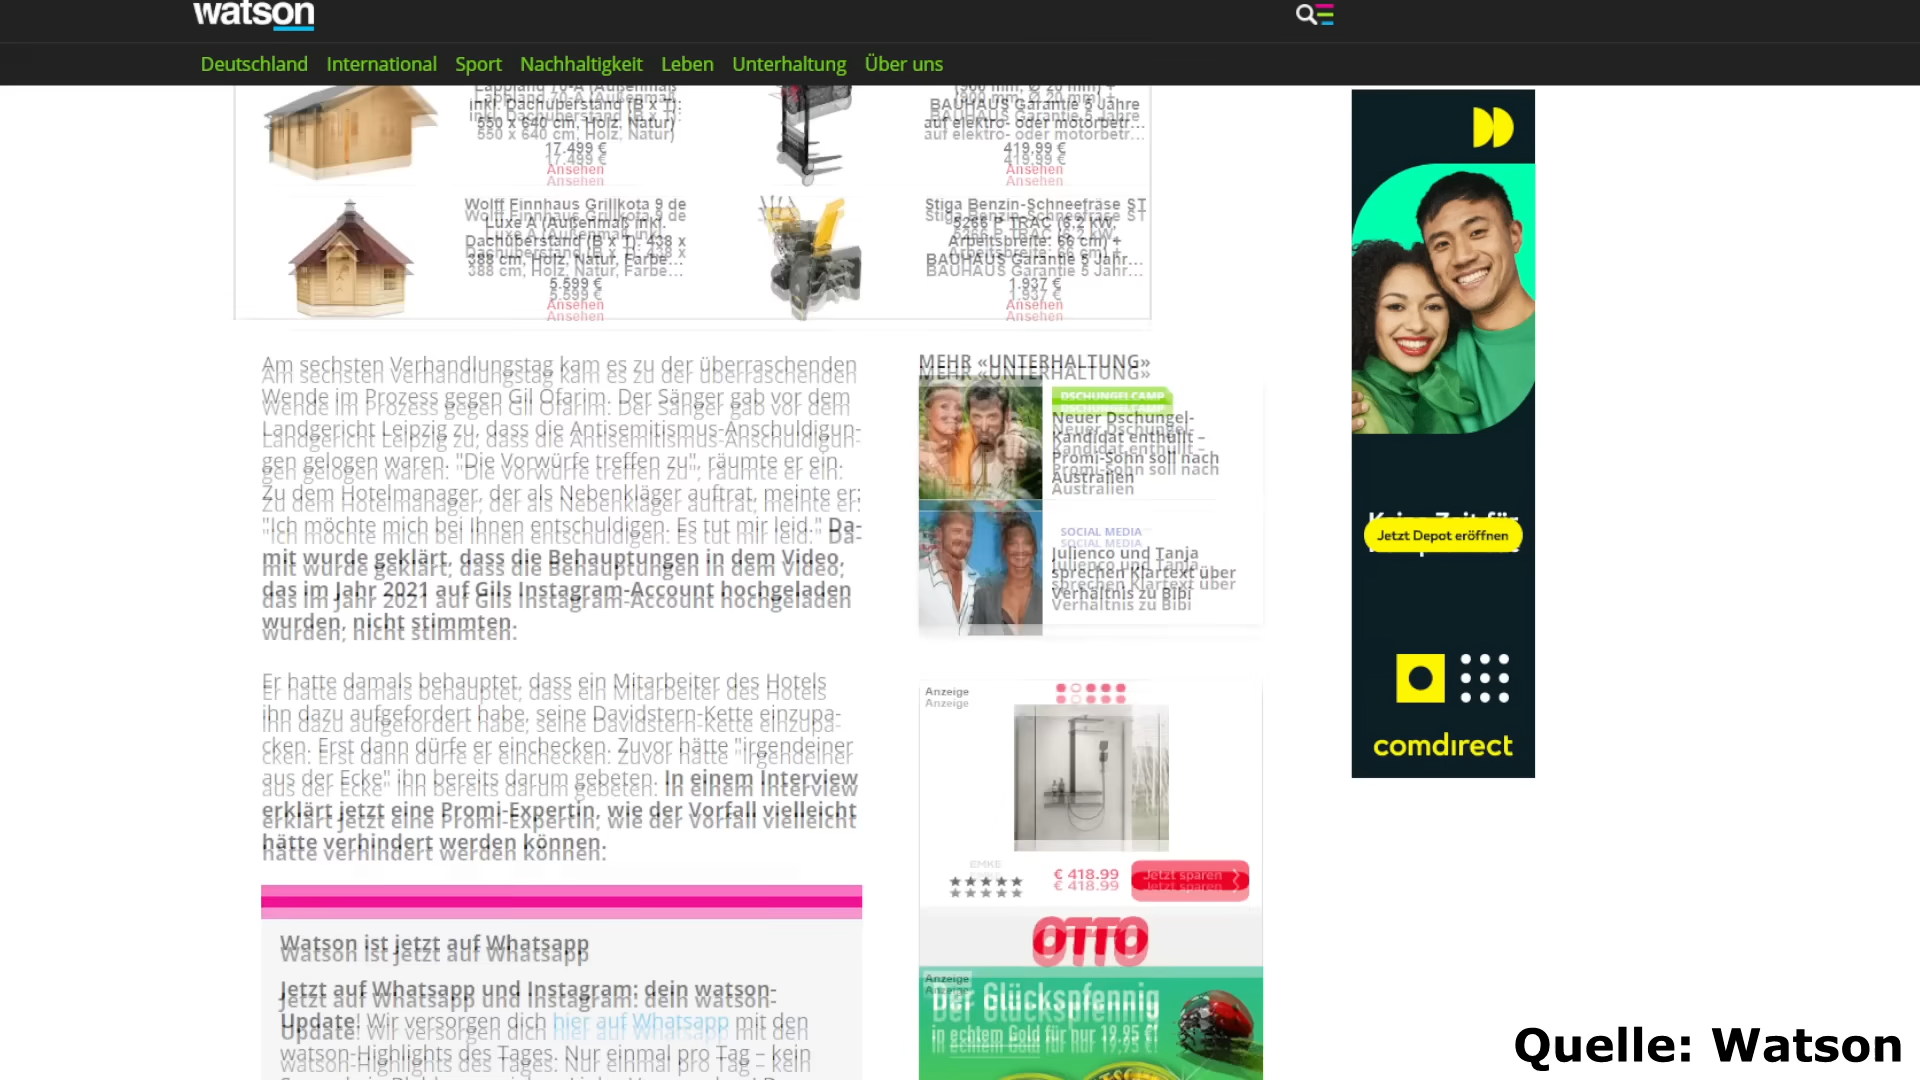 watson
Deutschland International Sport Nachhaltigkeit Leben Unterhaltung Über uns
Lappland 70-A (Außenmaß
inkl. Dachüberstand (B x T):
550 x 640 cm, Holz, Natur)
17.499 €
Ansehen
(900 mm, Ø 20 mm) +
BAUHAUS Garantie 5 Jahre
auf elektro- oder motorbetr...
419,99 €
Ansehen
Wolff Finnhaus Grillkota 9 de
Luxe A (Außenmaß inkl.
Dachüberstand (B x T): 438 x
388 cm, Holz, Natur, Farbe...
5.599 €
Ansehen
Stiga Benzin-Schneefräse ST
5266 P TRAC (6,2 kW,
Arbeitsbreite: 66 cm) +
BAUHAUS Garantie 5 Jahr...
1.937 €
Ansehen
Am sechsten Verhandlungstag kam es zu der überraschenden
Wende im Prozess gegen Gil Ofarim. Der Sänger gab vor dem
Landgericht Leipzig zu, dass die Antisemitismus-Anschuldigun-
gen gelogen waren. "Die Vorwürfe treffen zu", räumte er ein.
Zu dem Hotelmanager, der als Nebenkläger auftrat, meinte er:
"Ich möchte mich bei Ihnen entschuldigen. Es tut mir leid." Da-
mit wurde geklärt, dass die Behauptungen in dem Video,
das im Jahr 2021 auf Gils Instagram-Account hochgeladen
wurden, nicht stimmten.
Er hatte damals behauptet, dass ein Mitarbeiter des Hotels
ihn dazu aufgefordert habe, seine Davidstern-Kette einzupa-
cken. Erst dann dürfe er einchecken. Zuvor hätte "irgendeiner
aus der Ecke" ihn bereits darum gebeten. In einem Interview
erklärt jetzt eine Promi-Expertin, wie der Vorfall vielleicht
hätte verhindert werden können.
Watson ist jetzt auf Whatsapp
Jetzt auf Whatsapp und Instagram: dein watson-
Update! Wir versorgen dich hier auf Whatsapp mit den
watson-Highlights des Tages. Nur einmal pro Tag – kein
MEHR «UNTERHALTUNG»
DSCHUNGELCAMP
Neuer Dschungel-
Kandidat enthüllt –
Promi-Sohn soll nach
Australien
SOCIAL MEDIA
Julienco und Tanja
sprechen Klartext über
Verhältnis zu Bibi
Anzeige
EMKE
€ 418.99
Jetzt sparen
OTTO
Anzeige
Der Glückspfennig
in echtem Gold für nur 19,95 €!
Jetzt Depot eröffnen
comdirect
Quelle: Watson